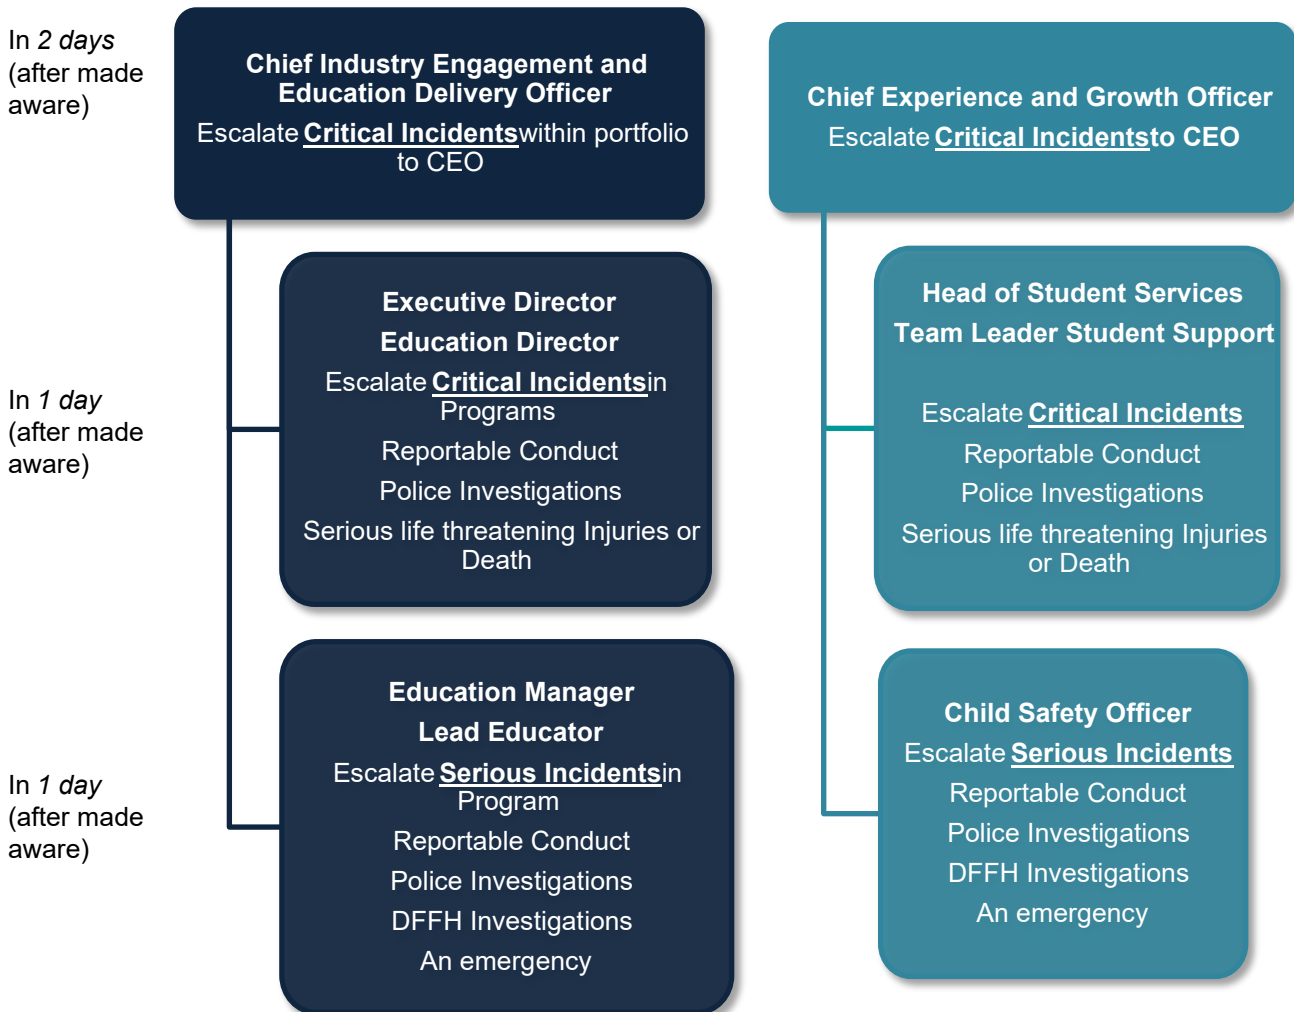 In 2 days
(after made
aware)
Chief Industry Engagement and
Education Delivery Officer
Escalate Critical Incidents within portfolio
to CEO
Chief Experience and Growth Officer
Escalate Critical Incidents to CEO
In 1 day
(after made
aware)
Executive Director
Education Director
Escalate Critical Incidents in
Programs
Reportable Conduct
Police Investigations
Serious life threatening Injuries or
Death
Head of Student Services
Team Leader Student Support
Escalate Critical Incidents
Reportable Conduct
Police Investigations
Serious life threatening Injuries
or Death
In 1 day
(after made
aware)
Education Manager
Lead Educator
Escalate Serious Incidents in
Program
Reportable Conduct
Police Investigations
DFFH Investigations
An emergency
Child Safety Officer
Escalate Serious Incidents
Reportable Conduct
Police Investigations
DFFH Investigations
An emergency